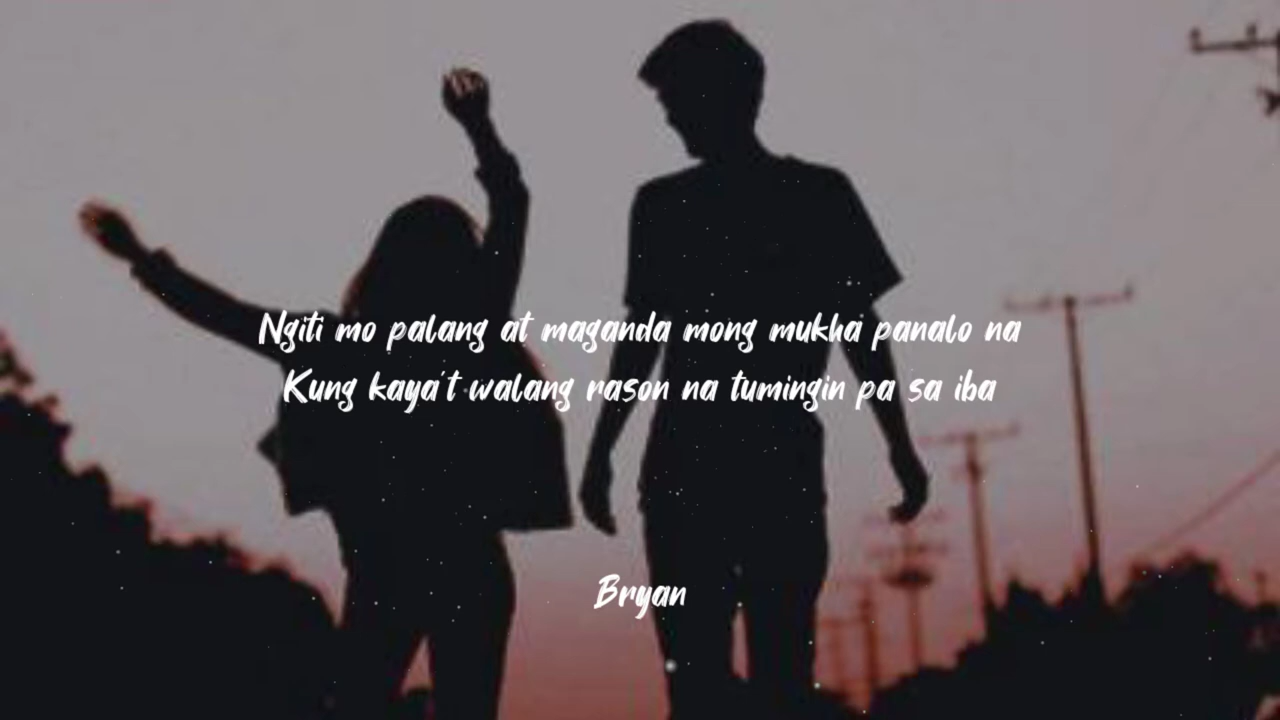 Ngiti mo palang at maganda mong mukha panalo na
Kung kaya't walang rason na tumingin pa sa iba
Bryan